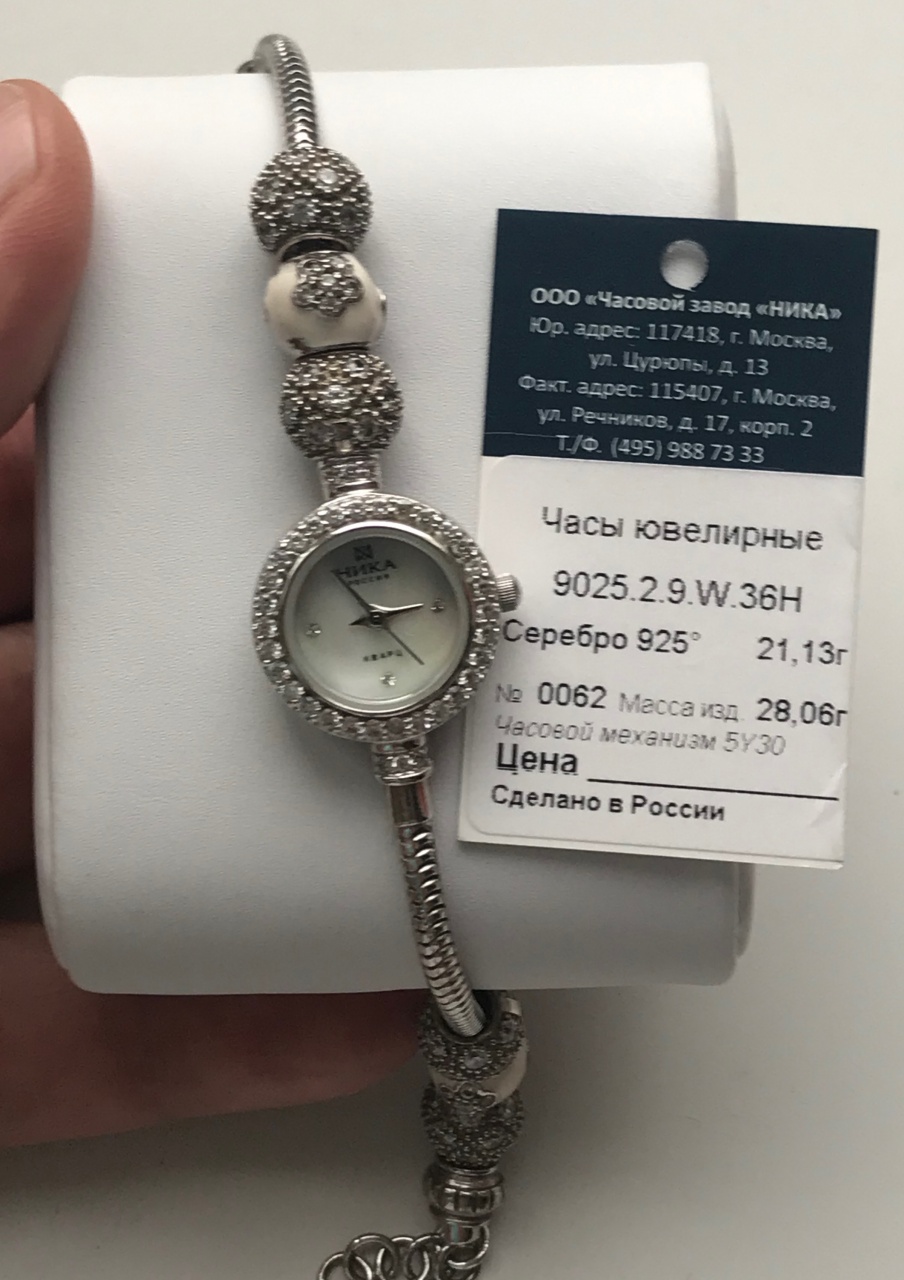 НИКА
РОССИЯ
КВАРЦ
ООО «Часовой завод «НИКА»
Юр. адрес: 117418, г. Москва,
ул. Цурюпы, д. 13
Факт. адрес: 115407, г. Москва,
ул. Речников, д. 17, корп. 2
Т./Ф. (495) 988 73 33
Часы ювелирные
9025.2.9.W.36H
Серебро 925° 21,13г
№ 0062 Масса изд. 28,06г
Часовой механизм 5Y30
Цена
Сделано в России